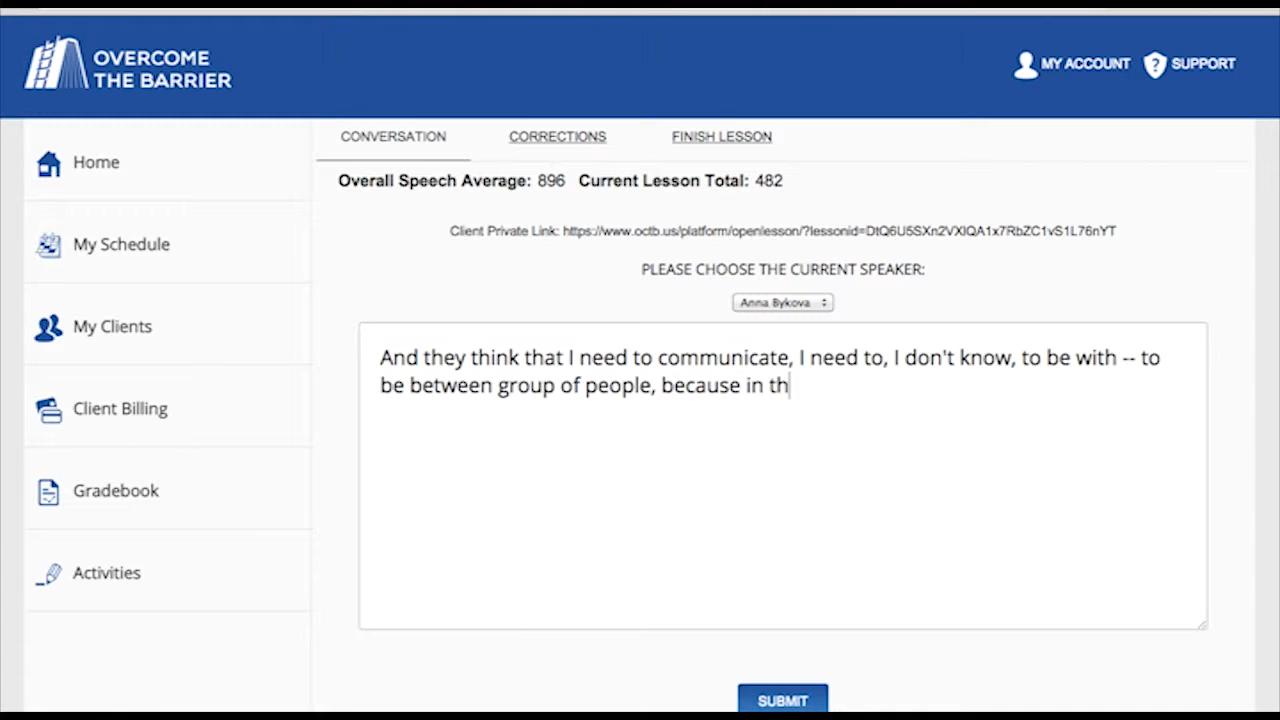 OVERCOME
THE BARRIER
MY ACCOUNT
SUPPORT
Home
My Schedule
My Clients
Client Billing
Gradebook
Activities
CONVERSATION
CORRECTIONS
FINISH LESSON
Overall Speech Average: 896 Current Lesson Total: 482
Client Private Link: https://www.octb.us/platform/openlesson/?lessonid=DtQ6U5SXn2VXIQA1x7RbZC1vS1L76nYT
PLEASE CHOOSE THE CURRENT SPEAKER:
Anna Bykova
And they think that I need to communicate, I need to, I don't know, to be with -- to
be between group of people, because in th
SUBMIT